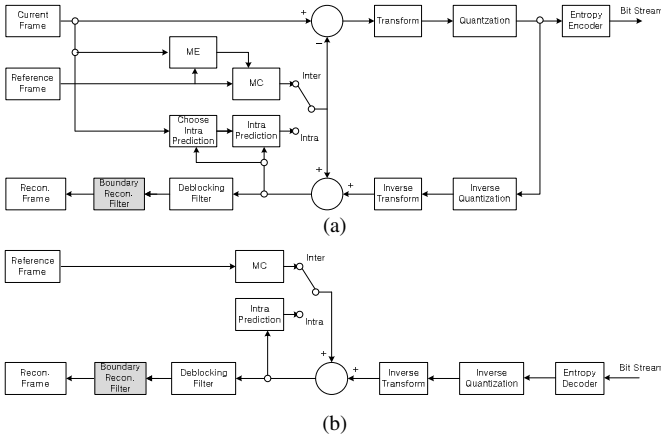 Current
Frame
+
−
Transform
Quantzation
Entropy
Encoder
Bit Stream
ME
Reference
Frame
MC
Inter
Choose
Intra
Prediction
Intra
Prediction
Intra
Recon.
Frame
Boundary
Recon.
Filter
Deblocking
Filter
+
+
Inverse
Transform
Inverse
Quantization
(a)
Reference
Frame
MC
Inter
Intra
Prediction
Intra
Recon.
Frame
Boundary
Recon.
Filter
Deblocking
Filter
+
+
Inverse
Transform
Inverse
Quantization
Entropy
Decoder
Bit Stream
(b)